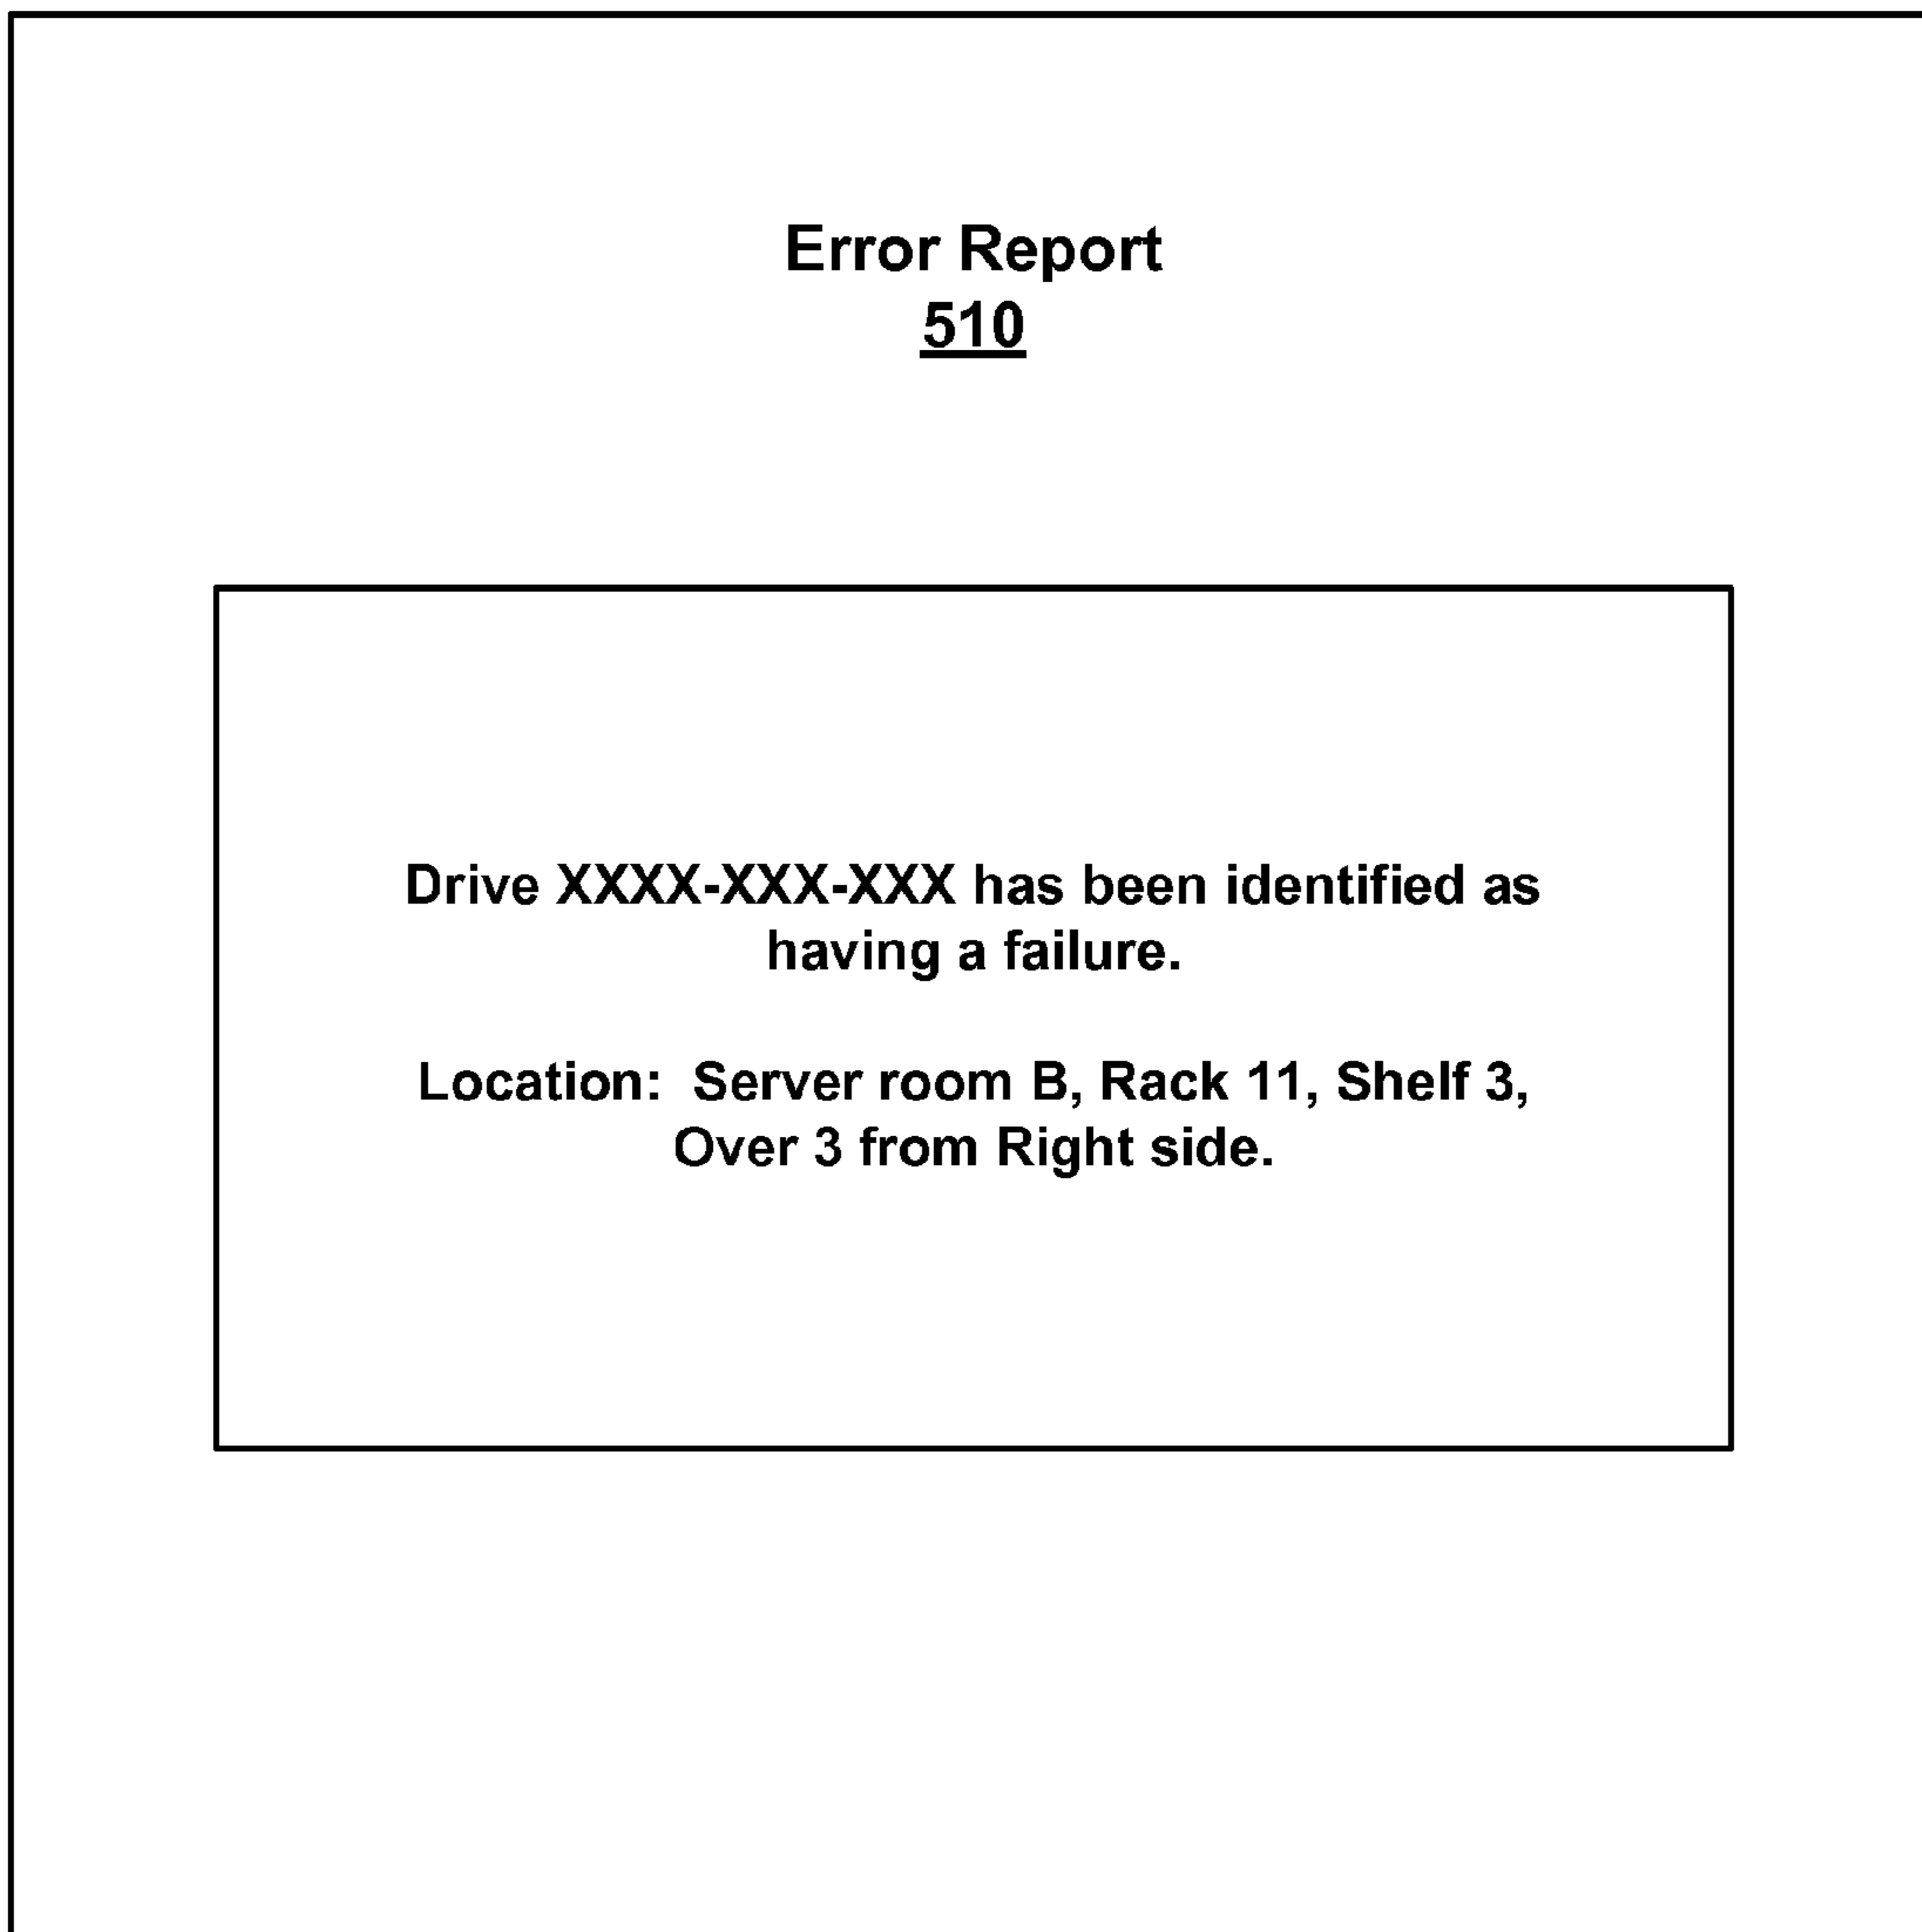 Error Report
510
Drive XXXX-XXX-XXX has been identified as
having a failure.
Location:  Server room B, Rack 11, Shelf 3,
Over 3 from Right side.